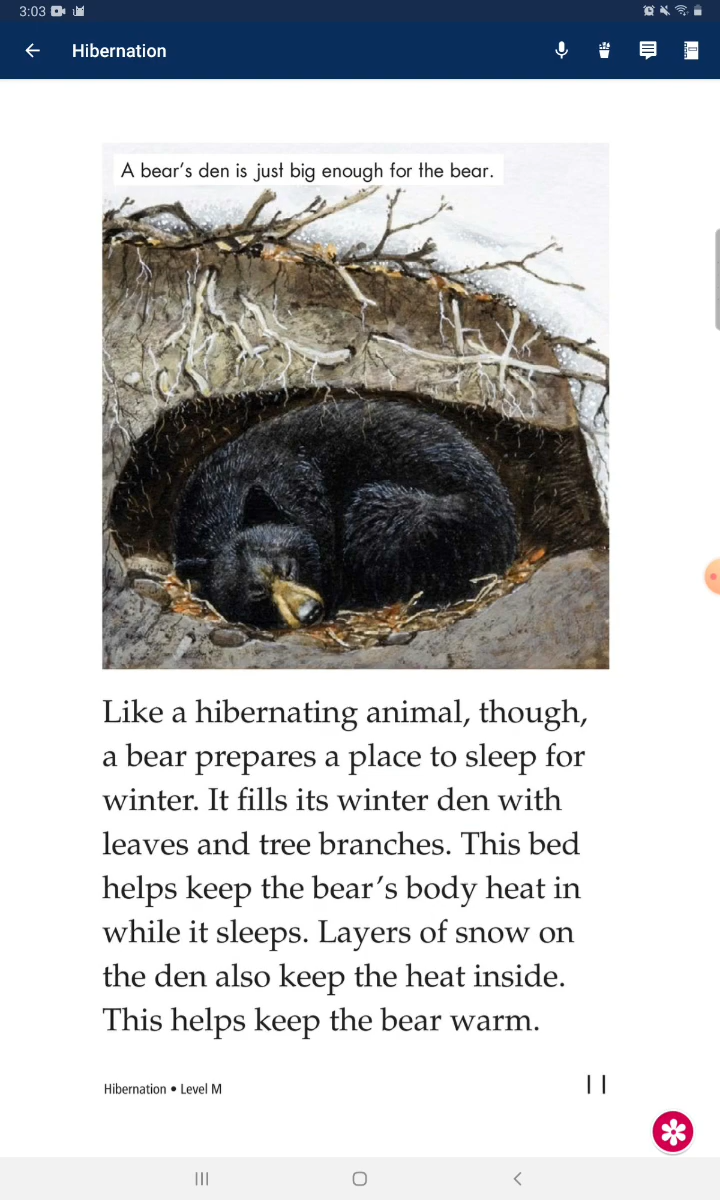 3:03
Hibernation
A bear's den is just big enough for the bear.
Like a hibernating animal, though,
a bear prepares a place to sleep for
winter. It fills its winter den with
leaves and tree branches. This bed
helps keep the bear's body heat in
while it sleeps. Layers of snow on
the den also keep the heat inside.
This helps keep the bear warm.
Hibernation • Level M
11